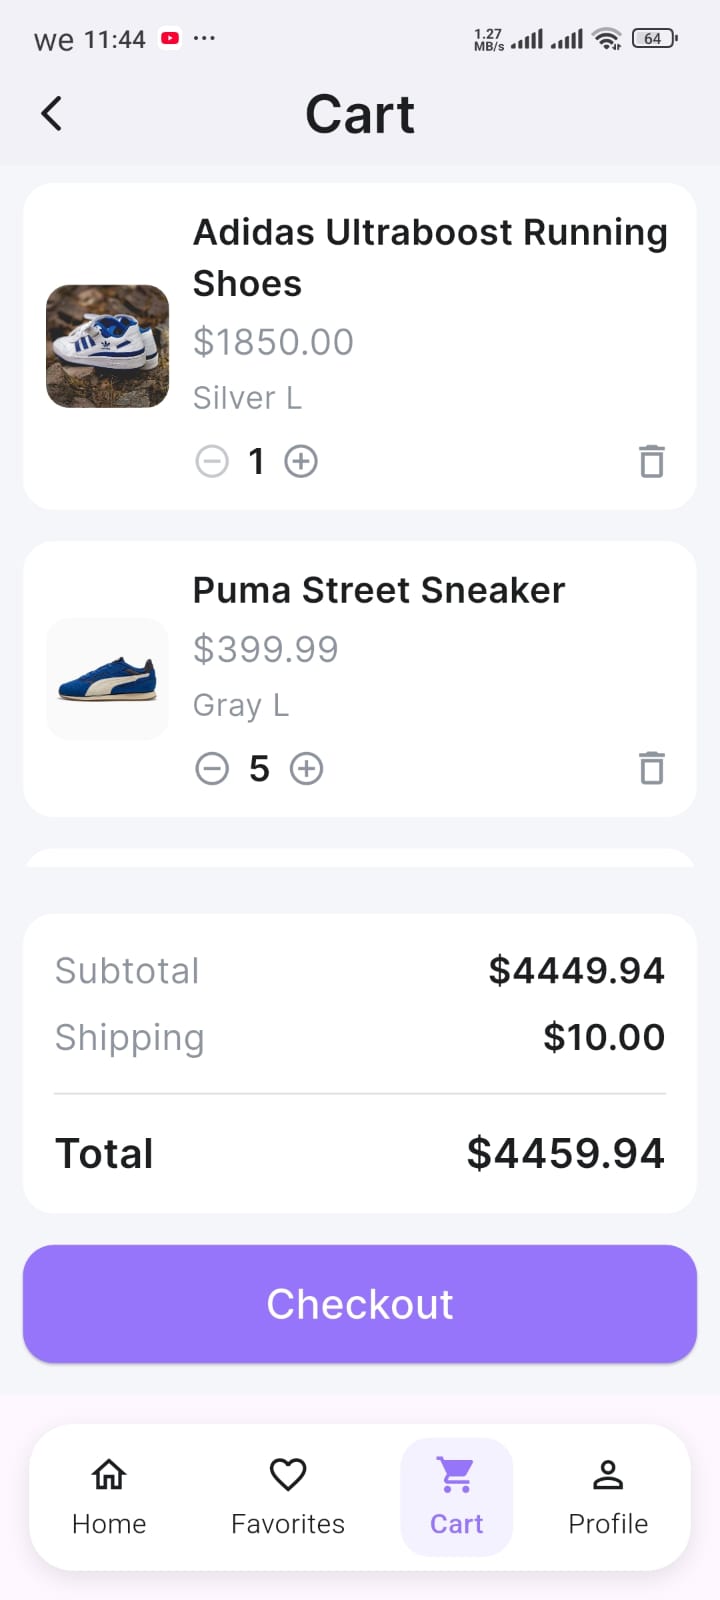 we 11:44 ...
1.27
MB/s
64
Cart
Adidas Ultraboost Running
Shoes
$1850.00
Silver L
1
Puma Street Sneaker
$399.99
Gray L
5
Subtotal $4449.94
Shipping $10.00
Total $4459.94
Checkout
Home Favorites Cart Profile